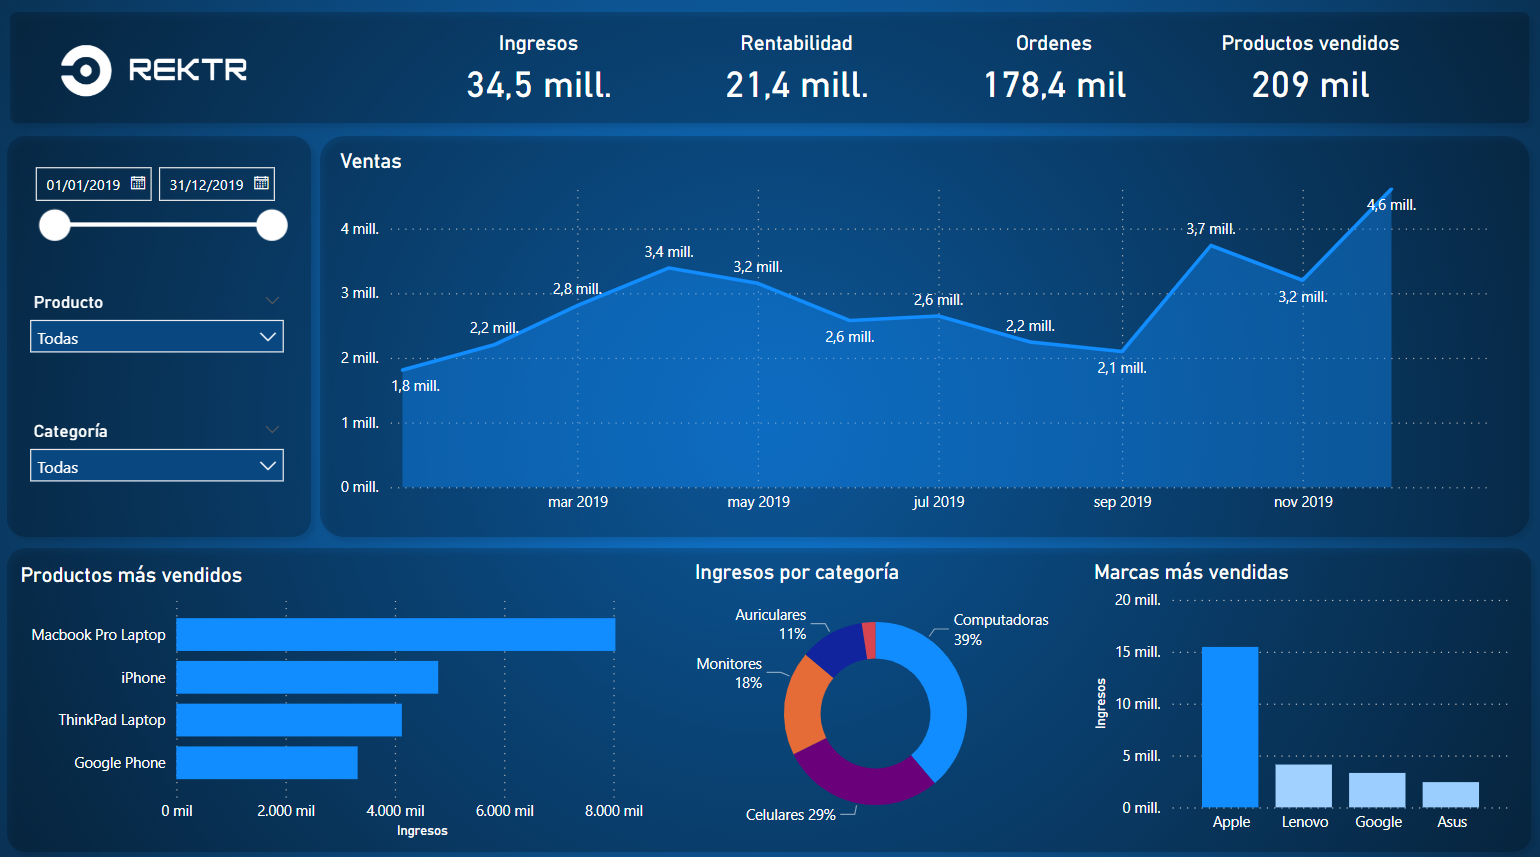 REKTR
Ingresos
34,5 mill.
Rentabilidad
21,4 mill.
Ordenes
178,4 mil
Productos vendidos
209 mil
01/01/2019
31/12/2019
Producto
Todas
Categoría
Todas
Ventas
4 mill.
3 mill.
2 mill.
1 mill.
0 mill.
1,8 mill.
2,2 mill.
2,8 mill.
3,4 mill.
3,2 mill.
2,6 mill.
2,6 mill.
2,2 mill.
2,1 mill.
3,7 mill.
3,2 mill.
4,6 mill.
mar 2019
may 2019
jul 2019
sep 2019
nov 2019
Productos más vendidos
Macbook Pro Laptop
iPhone
ThinkPad Laptop
Google Phone
0 mil
2.000 mil
4.000 mil
6.000 mil
8.000 mil
Ingresos
Ingresos por categoría
Computadoras
39%
Auriculares
11%
Monitores
18%
Celulares 29%
Marcas más vendidas
20 mill.
15 mill.
10 mill.
5 mill.
0 mill.
Ingresos
Apple
Lenovo
Google
Asus